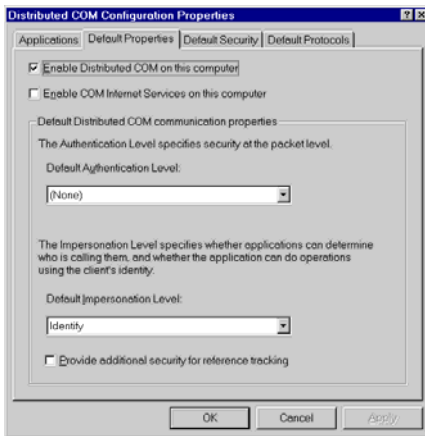 Distributed COM Configuration Properties
Applications Default Properties Default Security Default Protocols
Enable Distributed COM on this computer
Enable COM Internet Services on this computer
Default Distributed COM communication properties
The Authentication Level specifies security at the packet level.
Default Authentication Level:
(None)
The Impersonation Level specifies whether applications can determine
who is calling them, and whether the application can do operations
using the client's identity.
Default Impersonation Level:
Identify
Provide additional security for reference tracking
OK Cancel Apply